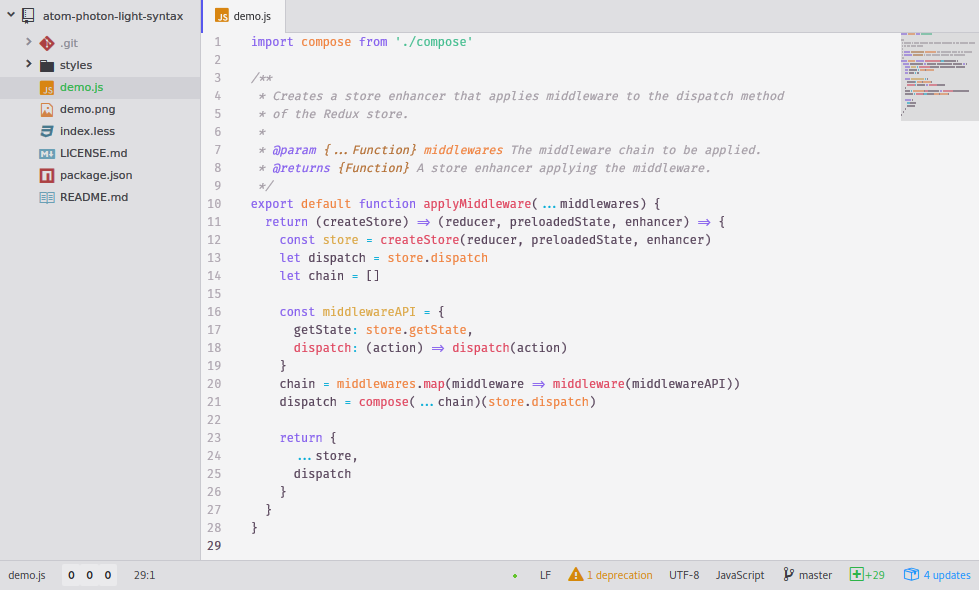 atom-photon-light-syntax
.git
styles
demo.js
demo.png
index.less
LICENSE.md
package.json
README.md
demo.js
1 import compose from './compose'
2
3 /**
4  * Creates a store enhancer that applies middleware to the dispatch method
5  * of the Redux store.
6  *
7  * @param {...Function} middlewares The middleware chain to be applied.
8  * @returns {Function} A store enhancer applying the middleware.
9  */
10 export default function applyMiddleware(...middlewares) {
11   return (createStore) => (reducer, preloadedState, enhancer) => {
12     const store = createStore(reducer, preloadedState, enhancer)
13     let dispatch = store.dispatch
14     let chain = []
15
16     const middlewareAPI = {
17       getState: store.getState,
18       dispatch: (action) => dispatch(action)
19     }
20     chain = middlewares.map(middleware => middleware(middlewareAPI))
21     dispatch = compose(...chain)(store.dispatch)
22
23     return {
24       ...store,
25       dispatch
26     }
27   }
28 }
29
demo.js 0 0 0 29:1 LF 1 deprecation UTF-8 JavaScript master +29 4 updates